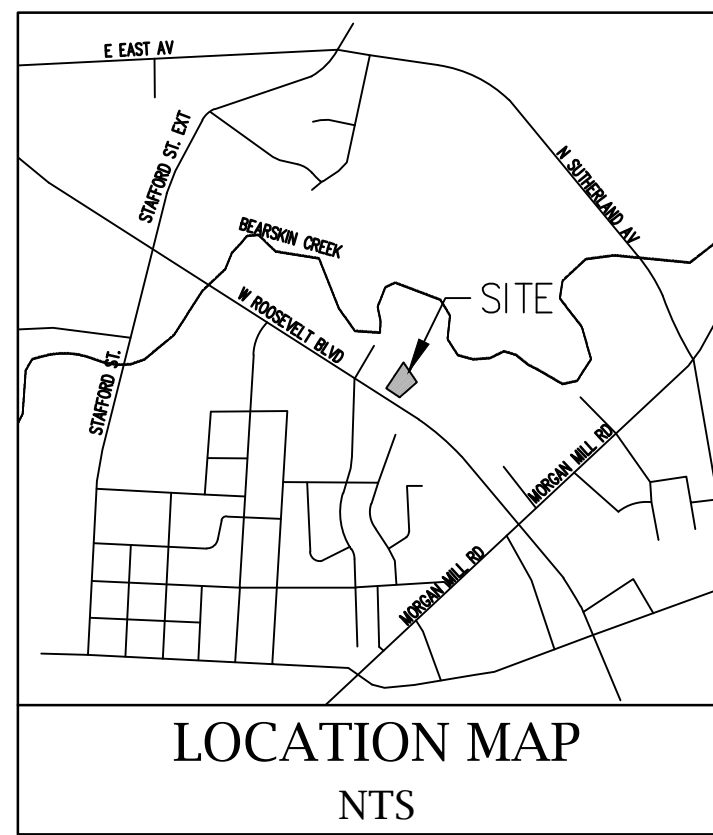 E EAST AV
STAFFORD ST. EXT
N SUTHERLAND AV
BEARSKIN CREEK
SITE
W ROOSEVELT BLVD
STAFFORD ST.
MORGAN MILL RD
MORGAN MILL RD
LOCATION MAP
NTS